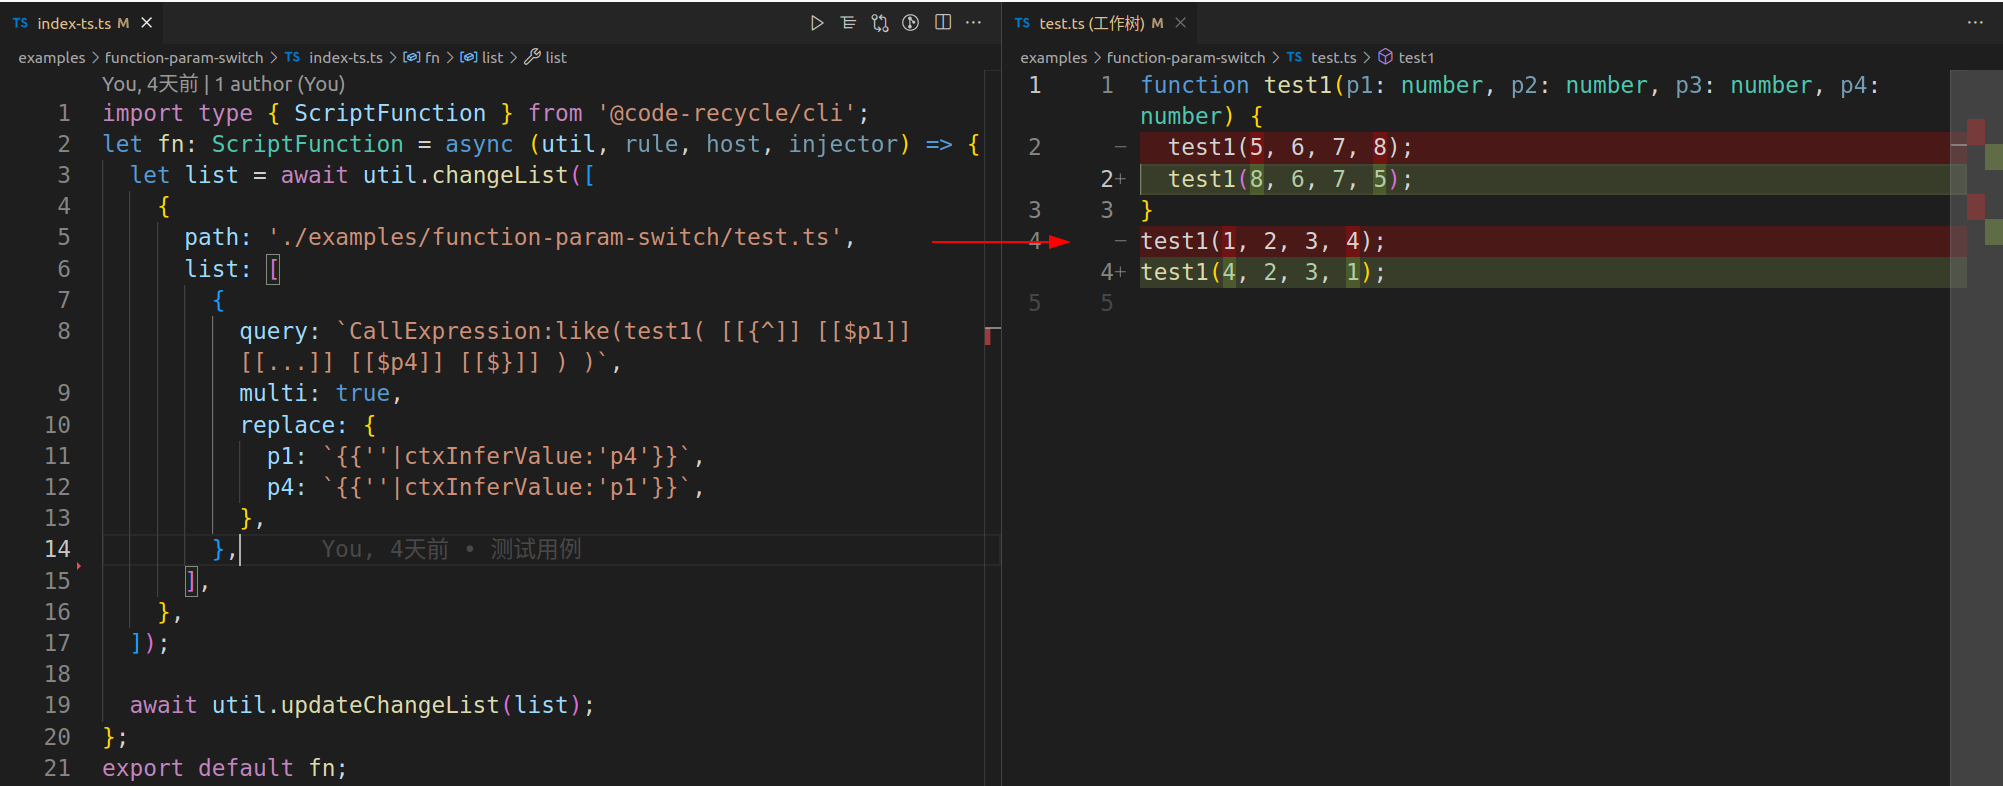 TS index-ts.ts M
examples > function-param-switch > TS index-ts.ts > fn > list > list
You, 4天前 | 1 author (You)
1 import type { ScriptFunction } from '@code-recycle/cli';
2 let fn: ScriptFunction = async (util, rule, host, injector) => {
3 let list = await util.changeList([
4 {
5 path: './examples/function-param-switch/test.ts',
6 list: [
7 {
8 query: `CallExpression:like(test1( [[{^]] [[$p1]]
[[...]] [[$p4]] [[$}]] ) )`,
9 multi: true,
10 replace: {
11 p1: `{{''|ctxInferValue:'p4'}}`,
12 p4: `{{''|ctxInferValue:'p1'}}`,
13 },
14 }, You, 4天前 • 测试用例
15 ],
16 },
17 ]);
18
19 await util.updateChangeList(list);
20 };
21 export default fn;
TS test.ts (工作树) M
examples > function-param-switch > TS test.ts > test1
1 1 function test1(p1: number, p2: number, p3: number, p4:
number) {
2 − test1(5, 6, 7, 8);
2+ test1(8, 6, 7, 5);
3 3 }
4 − test1(1, 2, 3, 4);
4+ test1(4, 2, 3, 1);
5 5